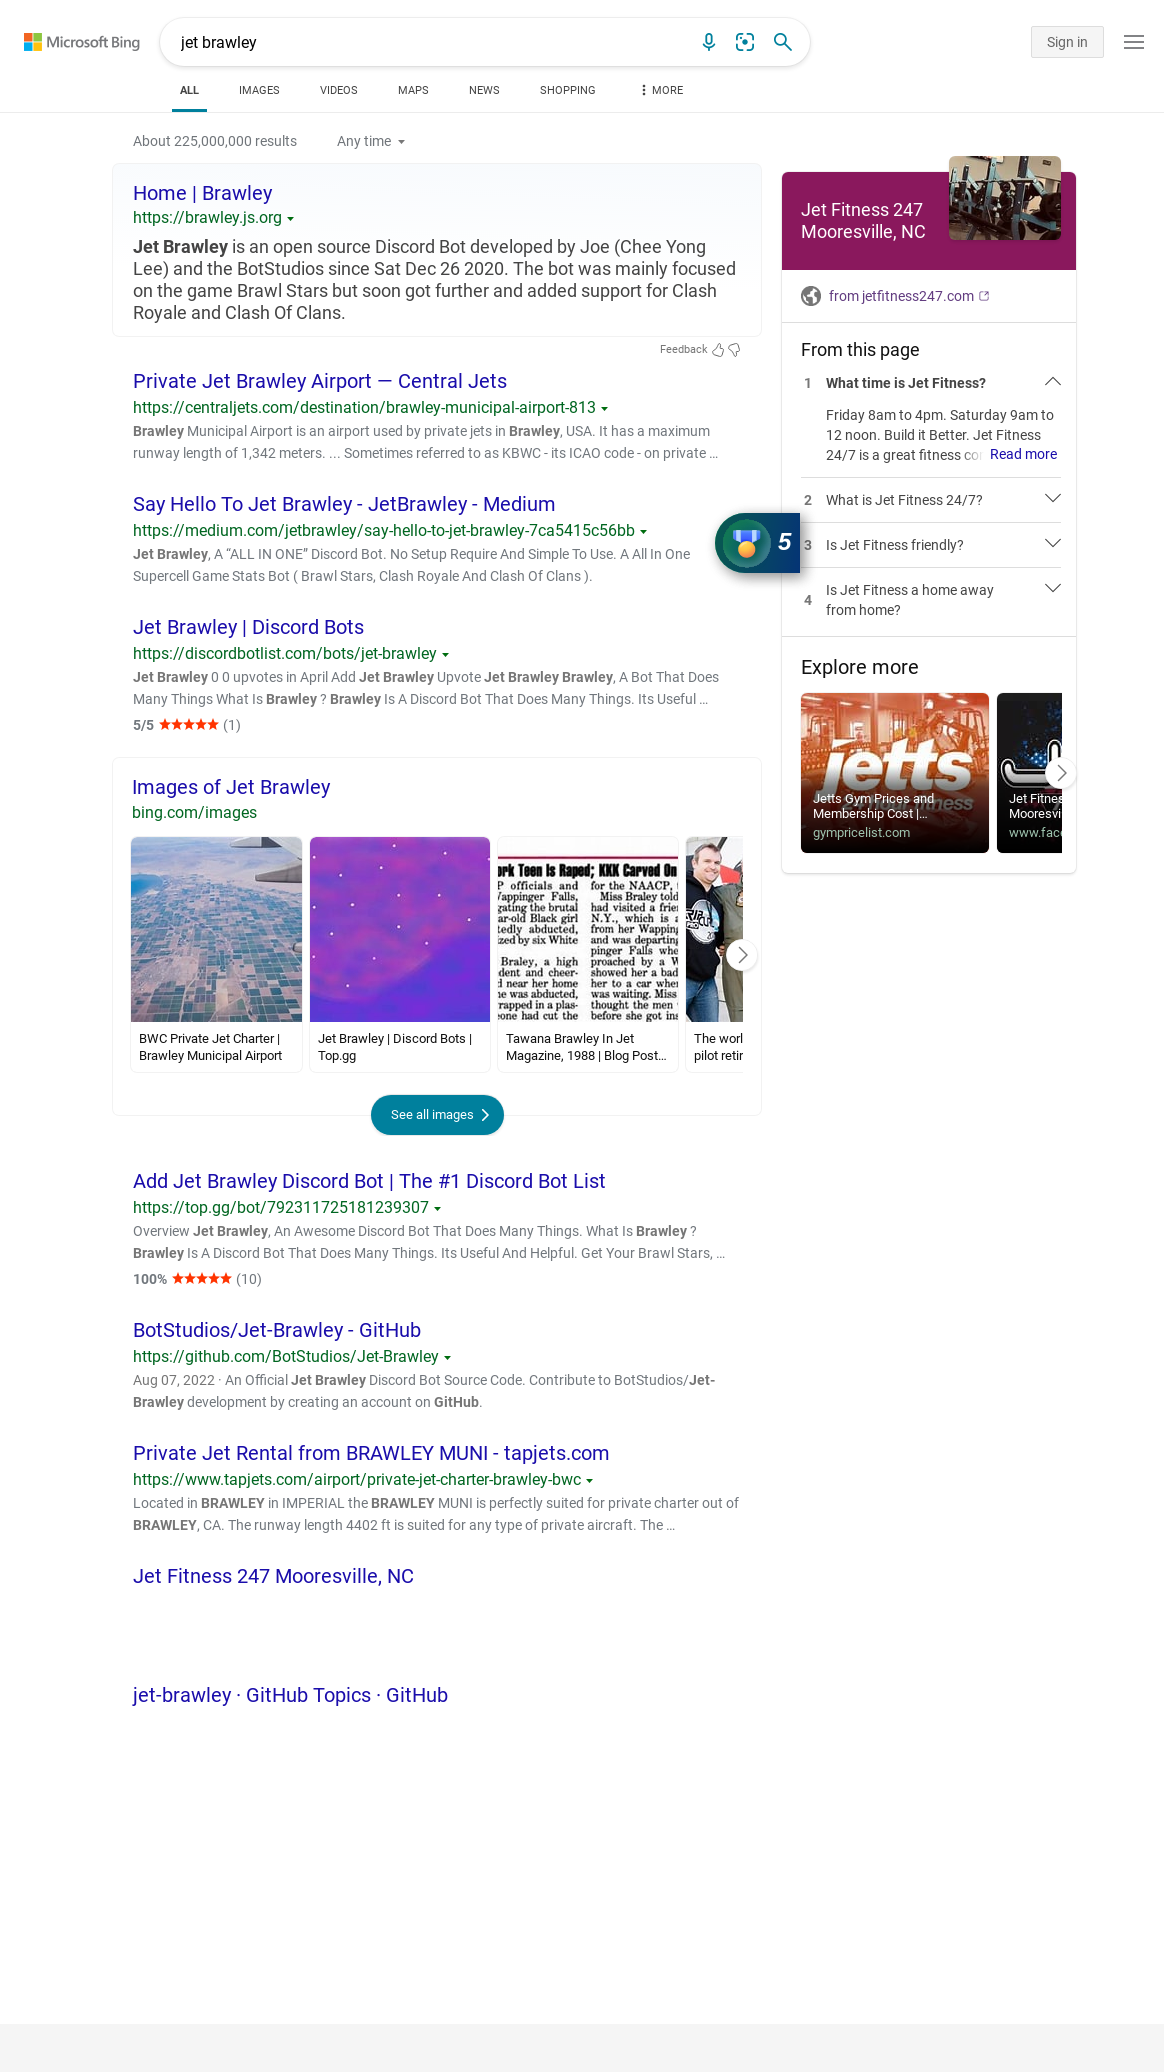 Microsoft Bing
jet brawley
Sign in
ALL
IMAGES
VIDEOS
MAPS
NEWS
SHOPPING
MORE
About 225,000,000 results
Any time
Home | Brawley
https://brawley.js.org
Jet Brawley is an open source Discord Bot developed by Joe (Chee Yong
Lee) and the BotStudios since Sat Dec 26 2020. The bot was mainly focused
on the game Brawl Stars but soon got further and added support for Clash
Royale and Clash Of Clans.
Feedback
Private Jet Brawley Airport — Central Jets
https://centraljets.com/destination/brawley-municipal-airport-813
Brawley Municipal Airport is an airport used by private jets in Brawley, USA. It has a maximum
runway length of 1,342 meters. ... Sometimes referred to as KBWC - its ICAO code - on private …
Say Hello To Jet Brawley - JetBrawley - Medium
https://medium.com/jetbrawley/say-hello-to-jet-brawley-7ca5415c56bb
Jet Brawley, A “ALL IN ONE” Discord Bot. No Setup Require And Simple To Use. A All In One
Supercell Game Stats Bot ( Brawl Stars, Clash Royale And Clash Of Clans ).
5
Jet Brawley | Discord Bots
https://discordbotlist.com/bots/jet-brawley
Jet Brawley 0 0 upvotes in April Add Jet Brawley Upvote Jet Brawley Brawley, A Bot That Does
Many Things What Is Brawley ? Brawley Is A Discord Bot That Does Many Things. Its Useful …
5/5 ★★★★★ (1)
Images of Jet Brawley
bing.com/images
ork Teen Is Raped; KKK Carved On
P officials and
Wappinger Falls,
gating the brutal
ar-old Black girl
tedly abducted,
ized by six White
Braley, a high
dent and cheer-
d near her home
he was abducted,
trapped in a plas-
eone had cut the
for the NAACP,
Miss Braley told
had visited a frie
N.Y., which is a
from her Wapping
and was departing
pinger Falls whe
proached by a W
showed her a bad
her to a car when
was waiting. Miss
thought the men
before she got ins
BWC Private Jet Charter |
Brawley Municipal Airport
Jet Brawley | Discord Bots |
Top.gg
Tawana Brawley In Jet
Magazine, 1988 | Blog Post…
The worl
pilot retir
See all images
Add Jet Brawley Discord Bot | The #1 Discord Bot List
https://top.gg/bot/792311725181239307
Overview Jet Brawley, An Awesome Discord Bot That Does Many Things. What Is Brawley ?
Brawley Is A Discord Bot That Does Many Things. Its Useful And Helpful. Get Your Brawl Stars, …
100% ★★★★★ (10)
BotStudios/Jet-Brawley - GitHub
https://github.com/BotStudios/Jet-Brawley
Aug 07, 2022 · An Official Jet Brawley Discord Bot Source Code. Contribute to BotStudios/Jet-
Brawley development by creating an account on GitHub.
Private Jet Rental from BRAWLEY MUNI - tapjets.com
https://www.tapjets.com/airport/private-jet-charter-brawley-bwc
Located in BRAWLEY in IMPERIAL the BRAWLEY MUNI is perfectly suited for private charter out of
BRAWLEY, CA. The runway length 4402 ft is suited for any type of private aircraft. The …
Jet Fitness 247 Mooresville, NC
jet-brawley · GitHub Topics · GitHub
Jet Fitness 247
Mooresville, NC
from jetfitness247.com
From this page
1 What time is Jet Fitness?
Friday 8am to 4pm. Saturday 9am to
12 noon. Build it Better. Jet Fitness
24/7 is a great fitness co Read more
2 What is Jet Fitness 24/7?
3 Is Jet Fitness friendly?
4 Is Jet Fitness a home away
from home?
Explore more
jetts
24 hour fitness
Jetts Gym Prices and
Membership Cost |…
gympricelist.com
Jet Fitnes
Mooresvi
www.face